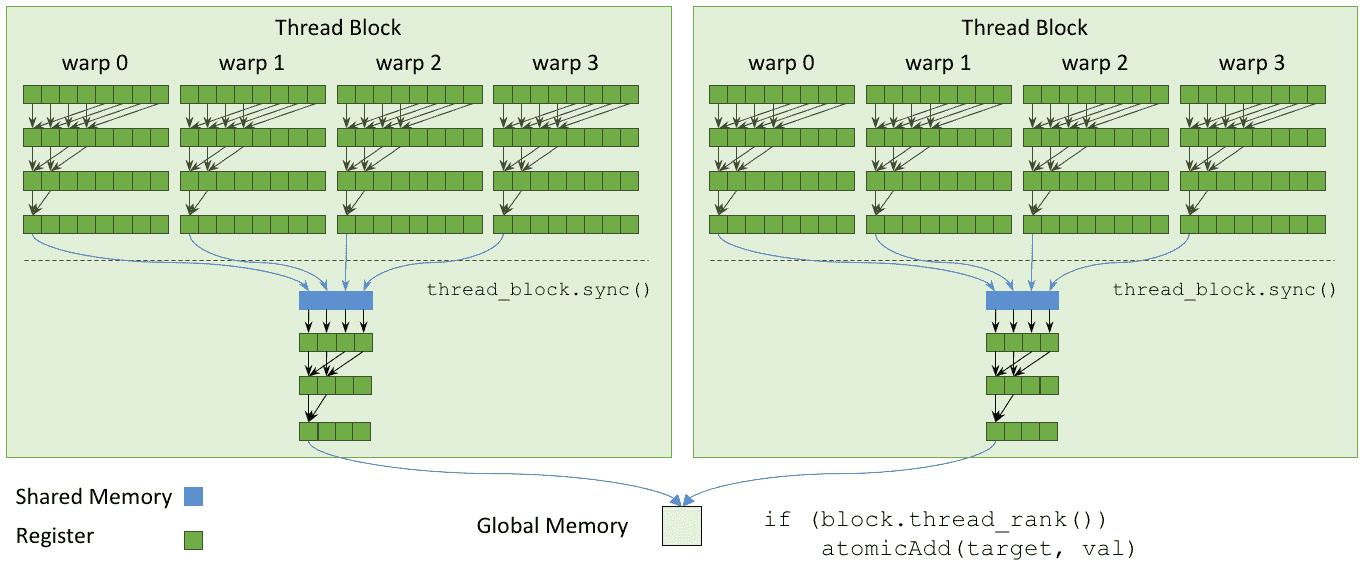 Thread Block
warp 0 warp 1 warp 2 warp 3
thread_block.sync()
Thread Block
warp 0 warp 1 warp 2 warp 3
thread_block.sync()
Shared Memory
Register
Global Memory
if (block.thread_rank())
atomicAdd(target, val)